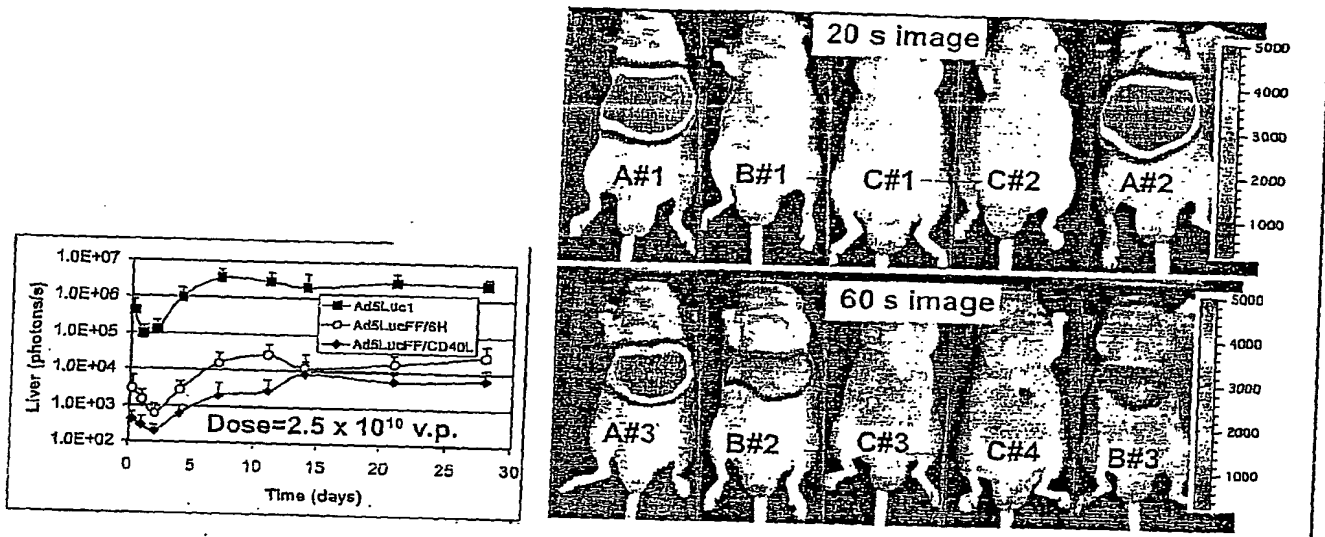 1.0E+07
1.0E+06
1.0E+05
1.0E+04
1.0E+03
1.0E+02
Liver (photons/s)
Ad5Luc1
Ad5LucFF/6H
Ad5LucFF/CD40L
Dose=2.5 x 10¹⁰ v.p.
0 5 10 15 20 25 30
Time (days)
20 s image
A#1 B#1 C#1 C#2 A#2
5000
4000
3000
2000
1000
60 s image
A#3 B#2 C#3 C#4 B#3
5000
4000
3000
2000
1000